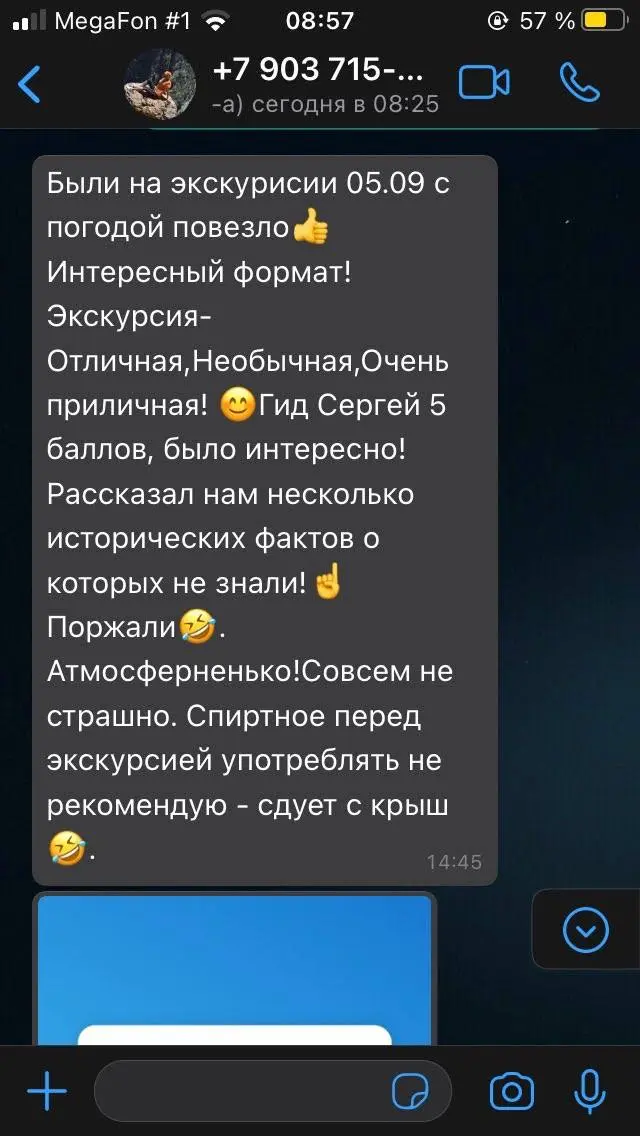 MegaFon #1 08:57 57 %
+7 903 715-...
-а) сегодня в 08:25
Были на экскурисии 05.09 с
погодой повезло👍
Интересный формат!
Экскурсия-
Отличная,Необычная,Очень
приличная! 😊Гид Сергей 5
баллов, было интересно!
Рассказал нам несколько
исторических фактов о
которых не знали!☝️
Поржали🤣.
Атмосферненько!Совсем не
страшно. Спиртное перед
экскурсией употреблять не
рекомендую - сдует с крыш
🤣.
14:45